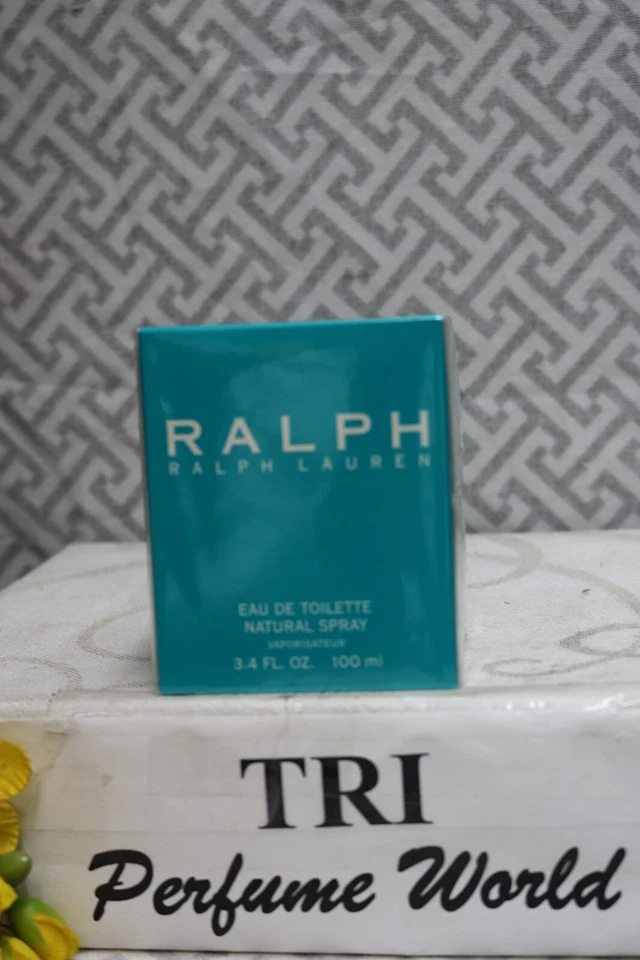 RALPH
RALPH LAUREN
EAU DE TOILETTE
NATURAL SPRAY
VAPORISATEUR
3.4 FL. OZ. 100 ml
TRI
Perfume World